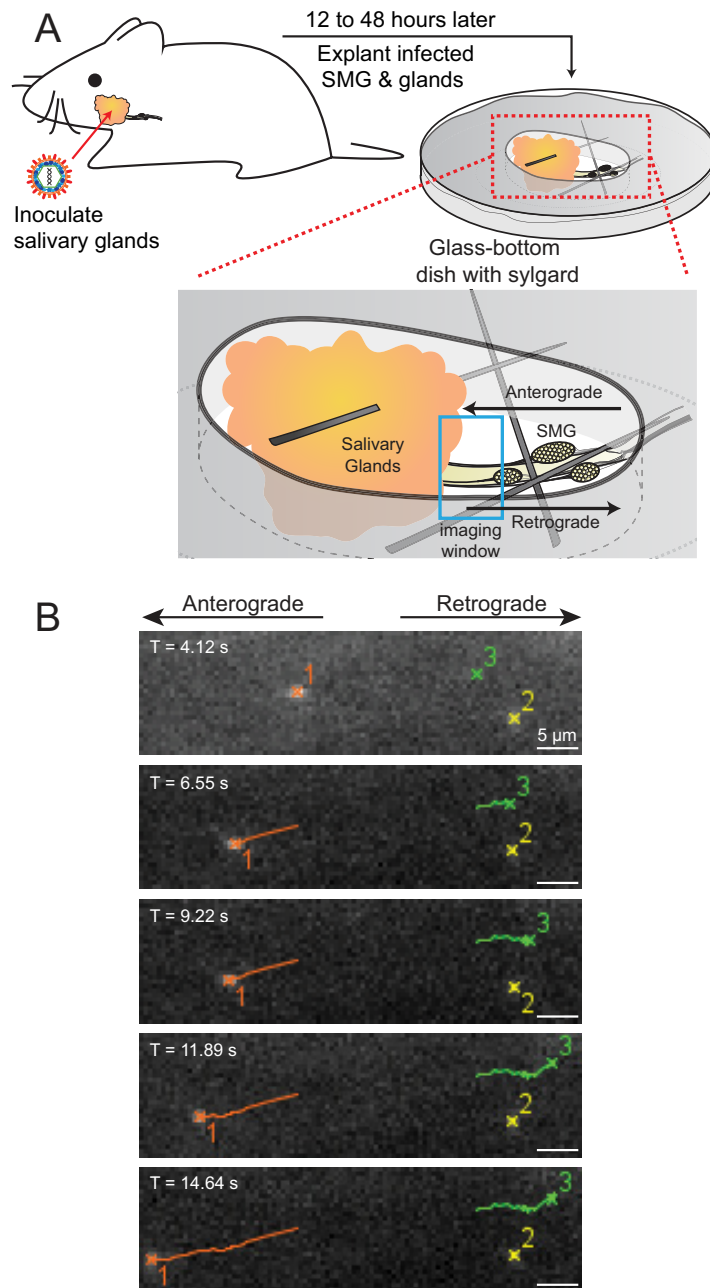 A
12 to 48 hours later
Explant infected
SMG & glands
Inoculate
salivary glands
Glass-bottom
dish with sylgard
Anterograde
SMG
Salivary
Glands
Retrograde
imaging
window
B
Anterograde
Retrograde
T = 4.12 s
1
3
2
5 µm
T = 6.55 s
3
2
1
T = 9.22 s
3
2
1
T = 11.89 s
3
2
1
T = 14.64 s
3
2
1